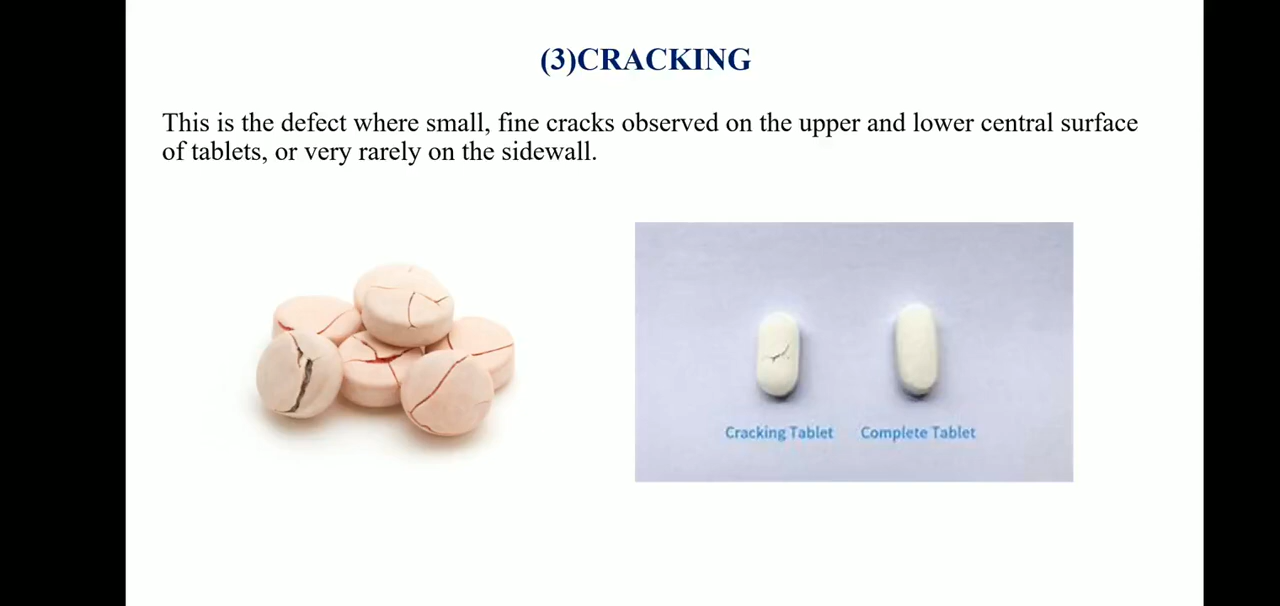 (3)CRACKING
This is the defect where small, fine cracks observed on the upper and lower central surface
of tablets, or very rarely on the sidewall.
Cracking Tablet
Complete Tablet